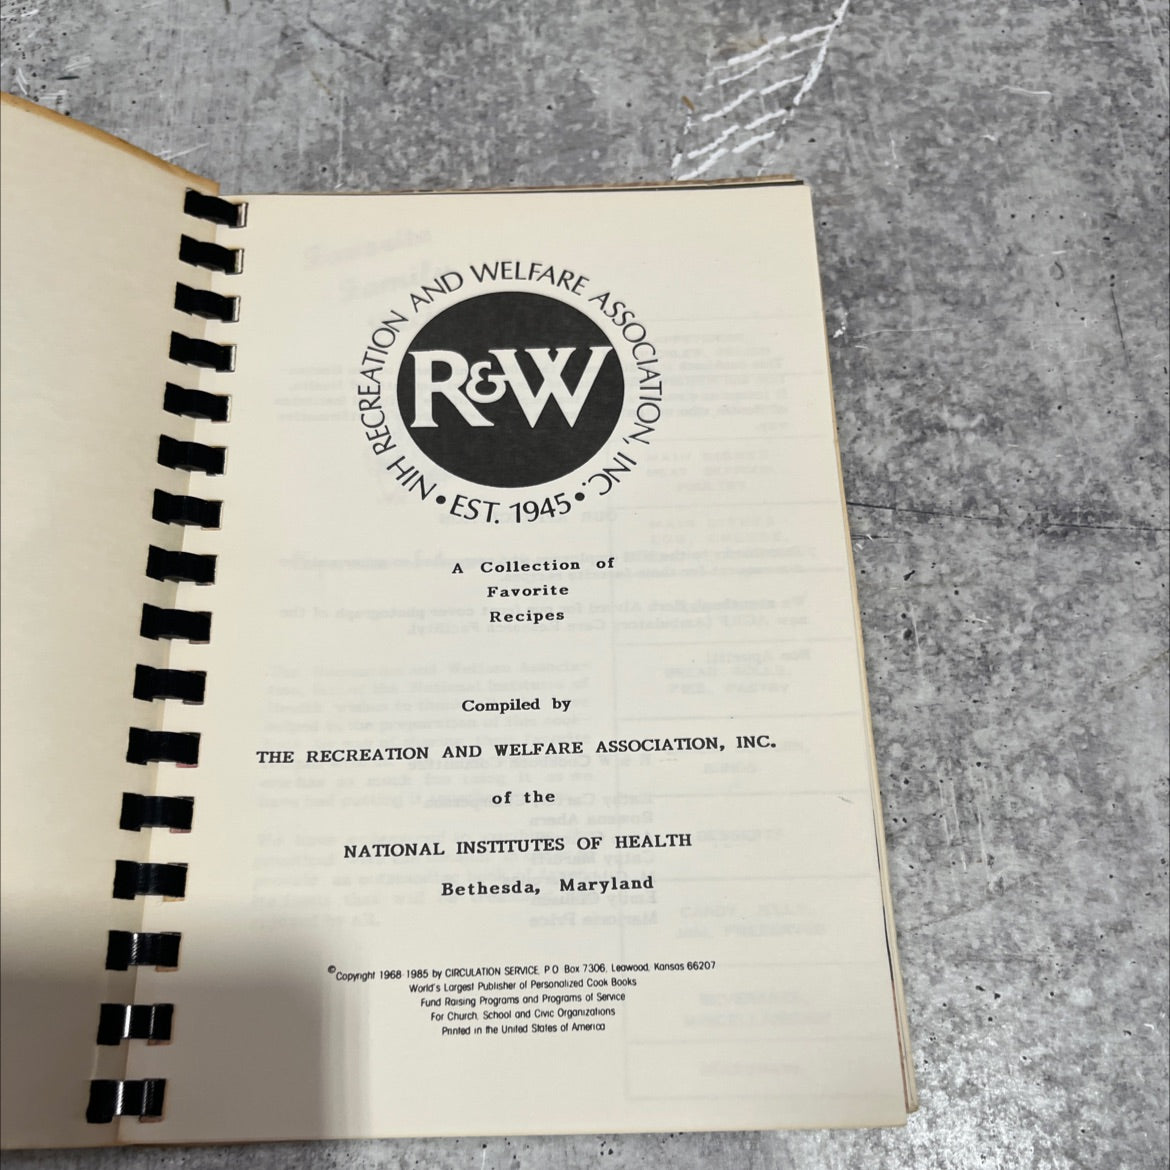 NIH RECREATION AND WELFARE ASSOCIATION, INC.
R&W
• EST. 1945 •
A Collection of
Favorite
Recipes
Compiled by
THE RECREATION AND WELFARE ASSOCIATION, INC.
of the
NATIONAL INSTITUTES OF HEALTH
Bethesda, Maryland
© Copyright 1968 1985 by CIRCULATION SERVICE, P O Box 7306, Leawood, Kansas 66207
World's Largest Publisher of Personalized Cook Books
Fund Raising Programs and Programs of Service
For Church, School and Civic Organizations
Printed in the United States of America